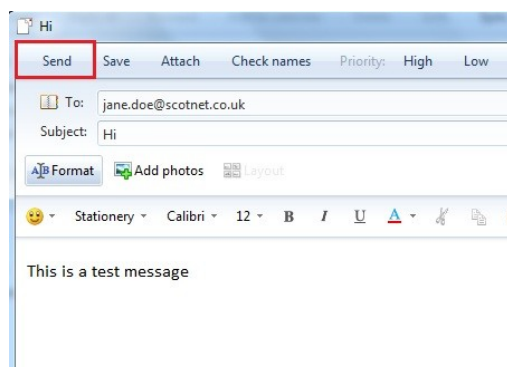 Hi
Send Save Attach Check names Priority: High Low
To: jane.doe@scotnet.co.uk
Subject: Hi
AB Format Add photos Layout
Stationery Calibri 12 B I U A
This is a test message